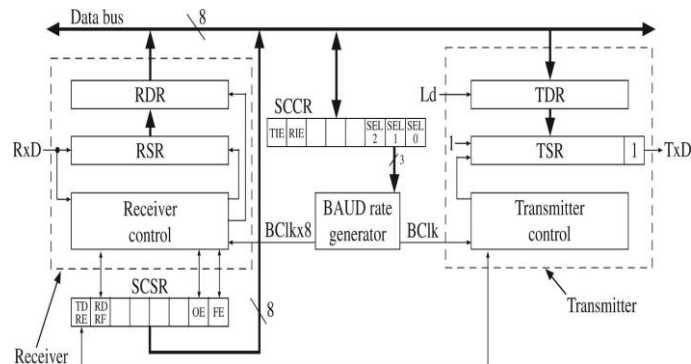 Data bus
8
RDR
RSR
RxD
Receiver
control
SCCR
TIE RIE SEL 2 SEL 1 SEL 0
3
BAUD rate
generator
BClkx8
BClk
Ld
TDR
1
TSR
1
TxD
Transmitter
control
SCSR
TD RE RD RF OE FE
8
Receiver
Transmitter